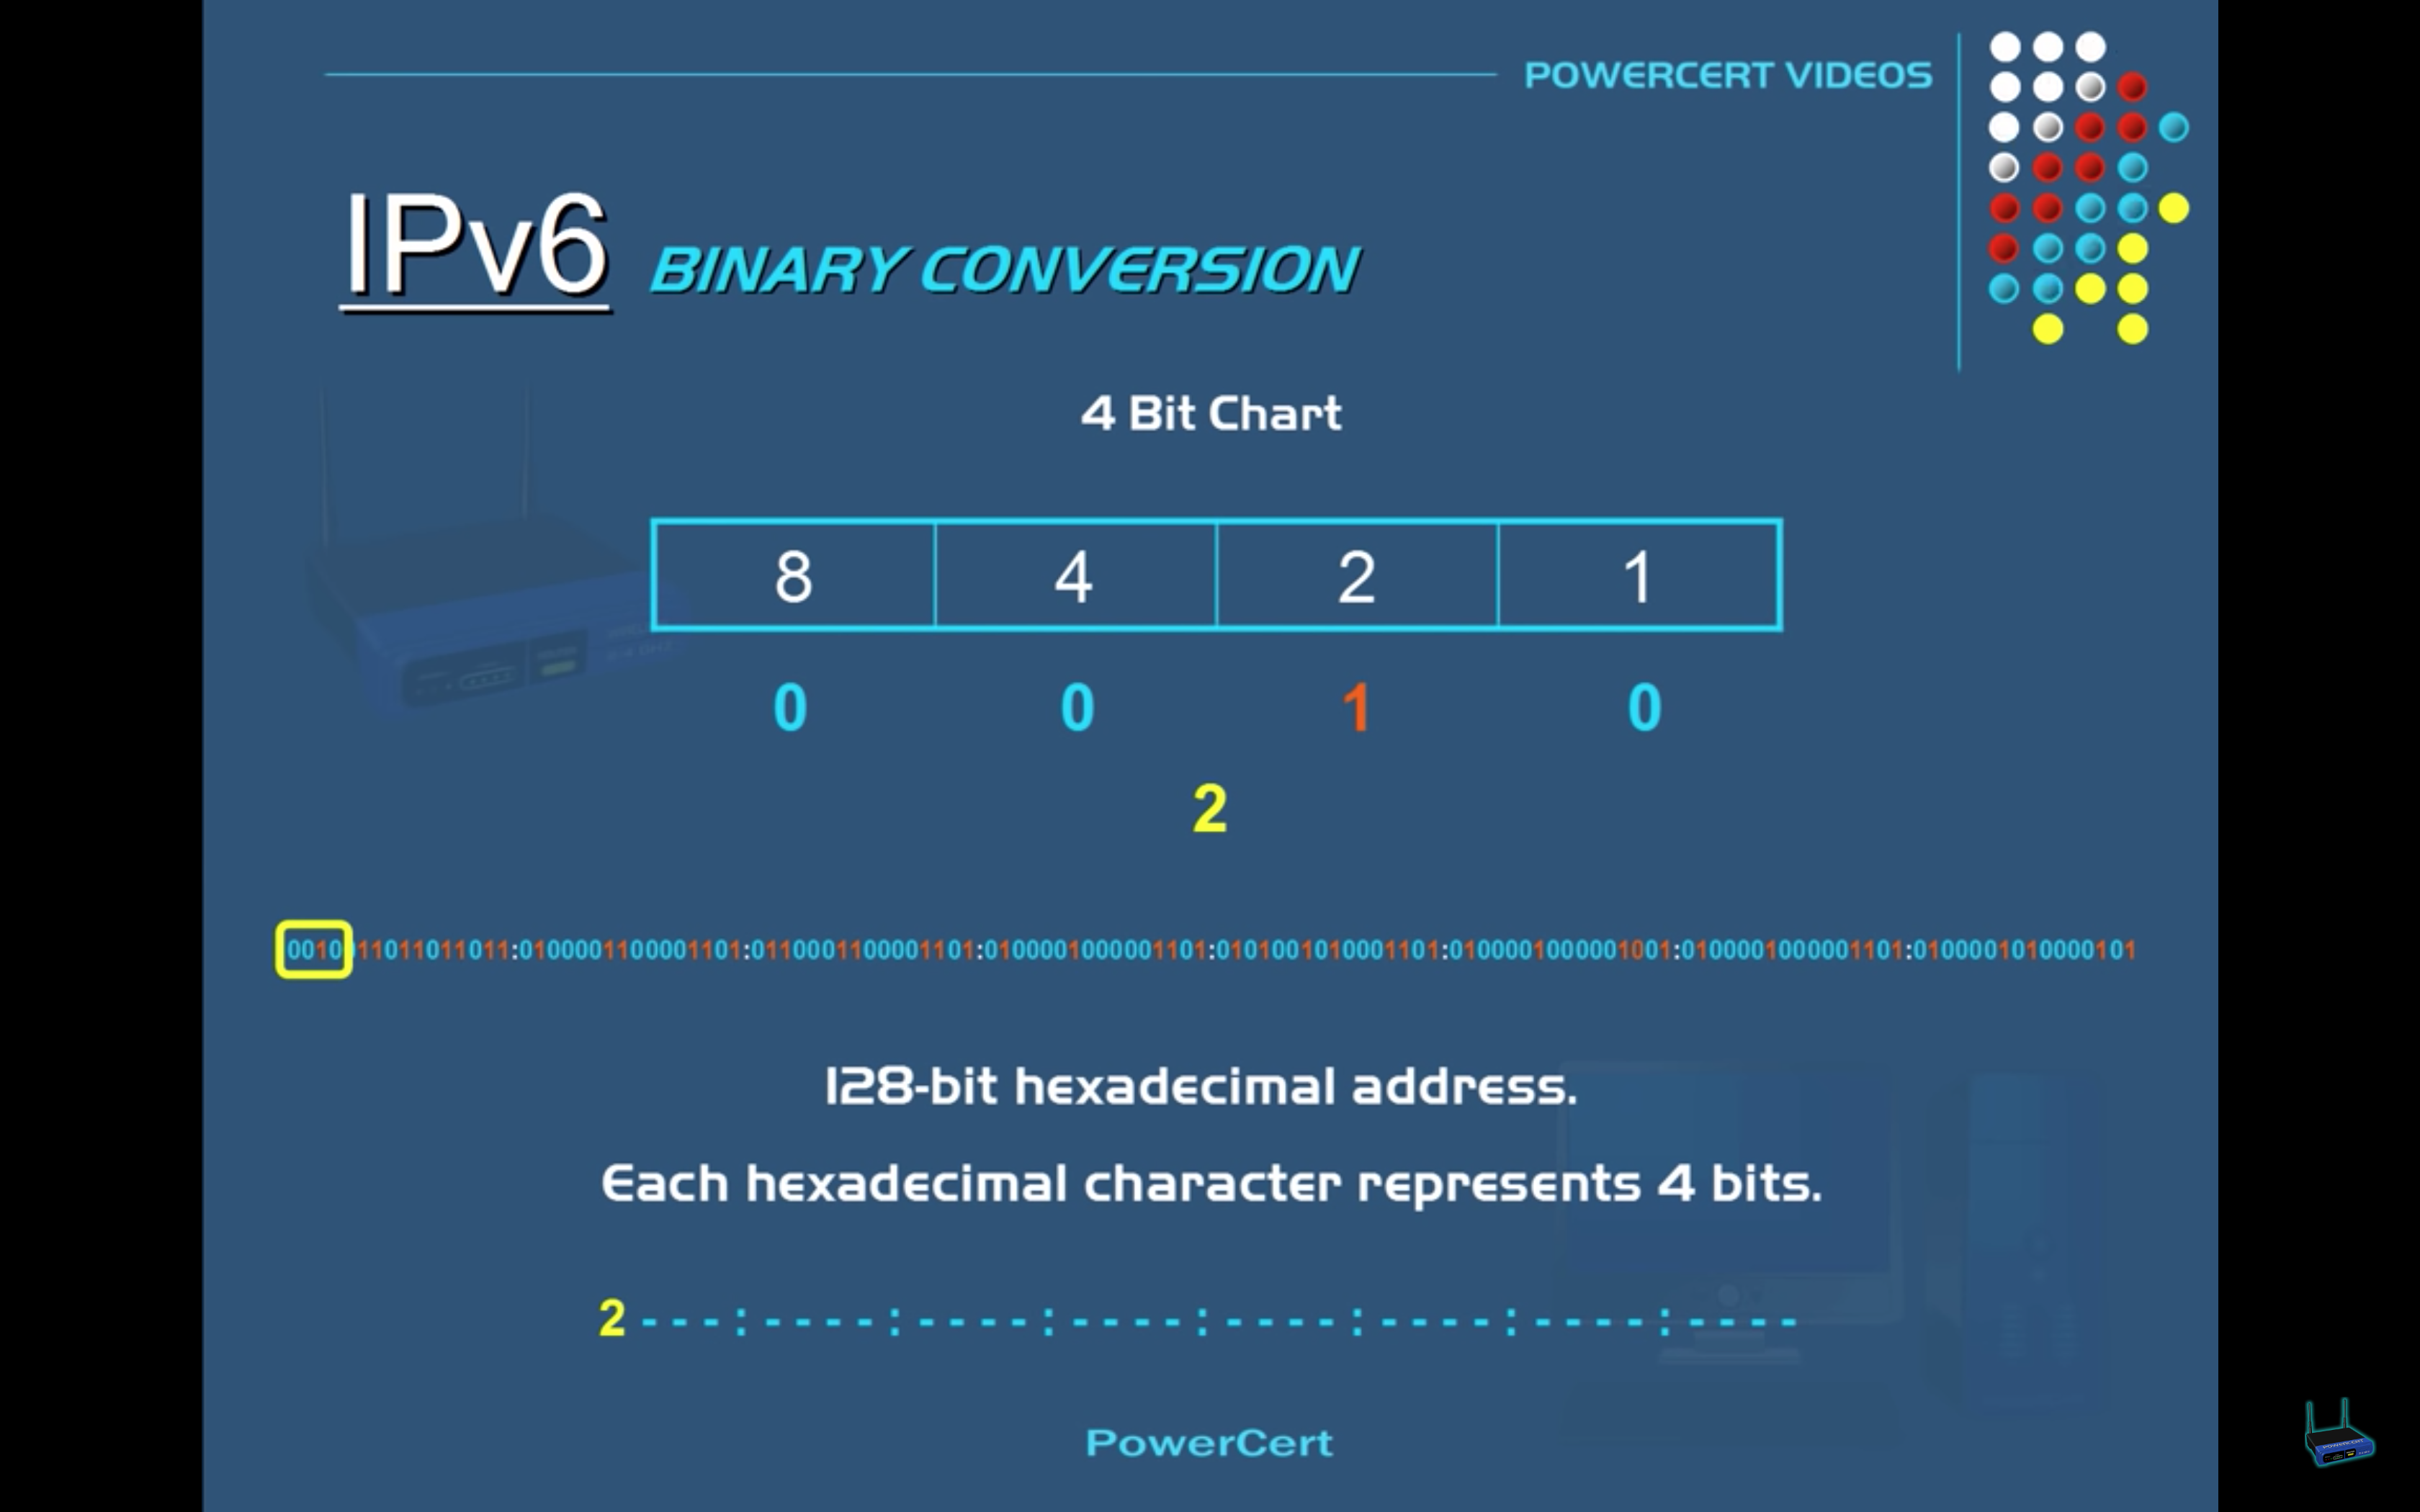 POWERCERT VIDEOS
IPv6 BINARY CONVERSION
4 Bit Chart
8 4 2 1
0 0 1 0
2
0010011011011011:0100001100001101:0110001100001101:0100001000001101:0101001010001101:0100001000001001:0100001000001101:0100001010000101
128-bit hexadecimal address.
Each hexadecimal character represents 4 bits.
2---:----:----:----:----:----:----:----
PowerCert